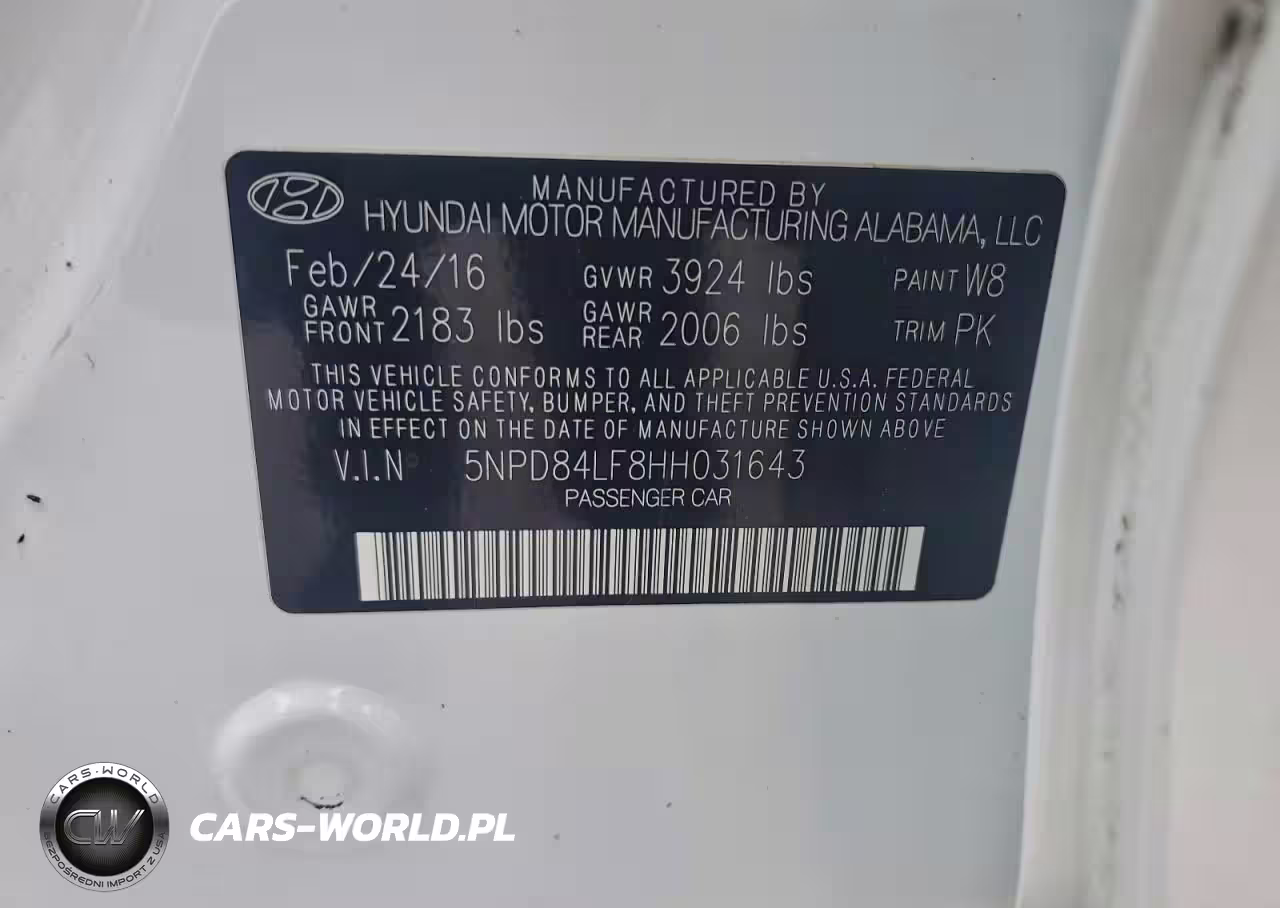 MANUFACTURED BY
HYUNDAI MOTOR MANUFACTURING ALABAMA, LLC
Feb/24/16 GVWR 3924 lbs PAINT W8
GAWR FRONT 2183 lbs GAWR REAR 2006 lbs TRIM PK
THIS VEHICLE CONFORMS TO ALL APPLICABLE U.S.A. FEDERAL
MOTOR VEHICLE SAFETY, BUMPER, AND THEFT PREVENTION STANDARDS
IN EFFECT ON THE DATE OF MANUFACTURE SHOWN ABOVE
V.I.N 5NPD84LF8HH031643
PASSENGER CAR
CARS-WORLD
CW
BEZPOŚREDNI IMPORT Z USA
CARS-WORLD.PL